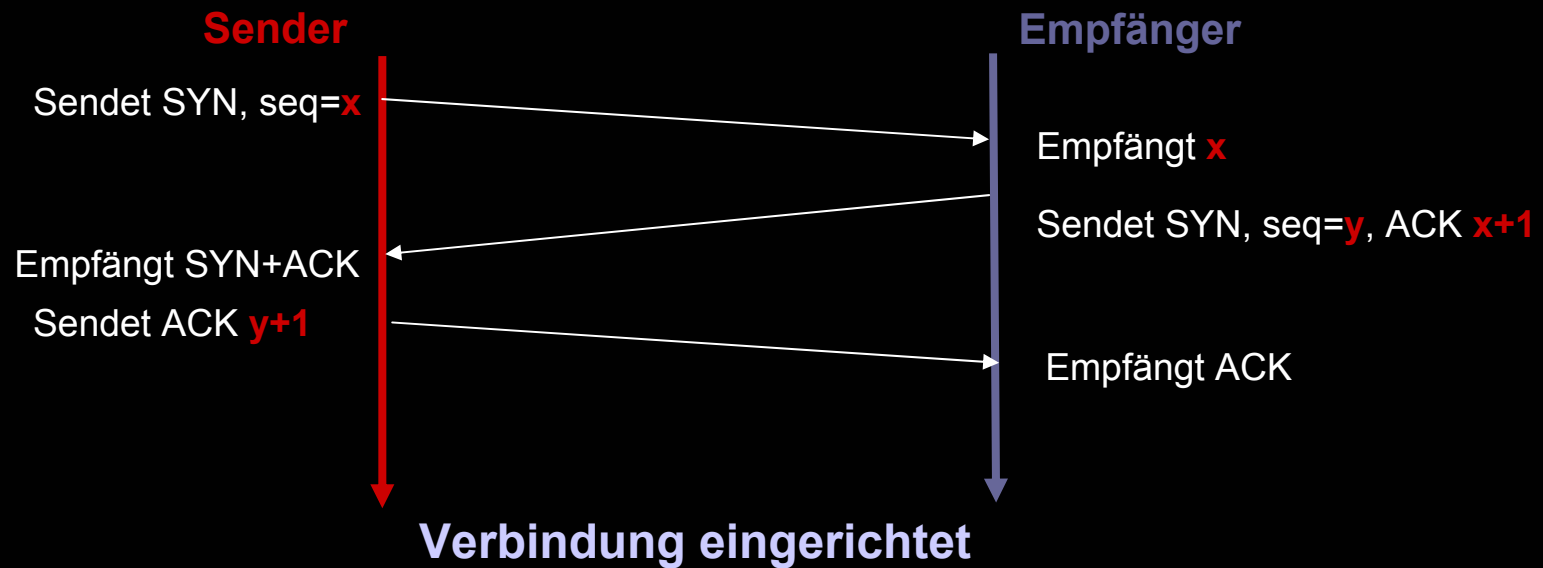 Sender
Empfänger
Sendet SYN, seq=x
Empfängt x
Sendet SYN, seq=y, ACK x+1
Empfängt SYN+ACK
Sendet ACK y+1
Empfängt ACK
Verbindung eingerichtet